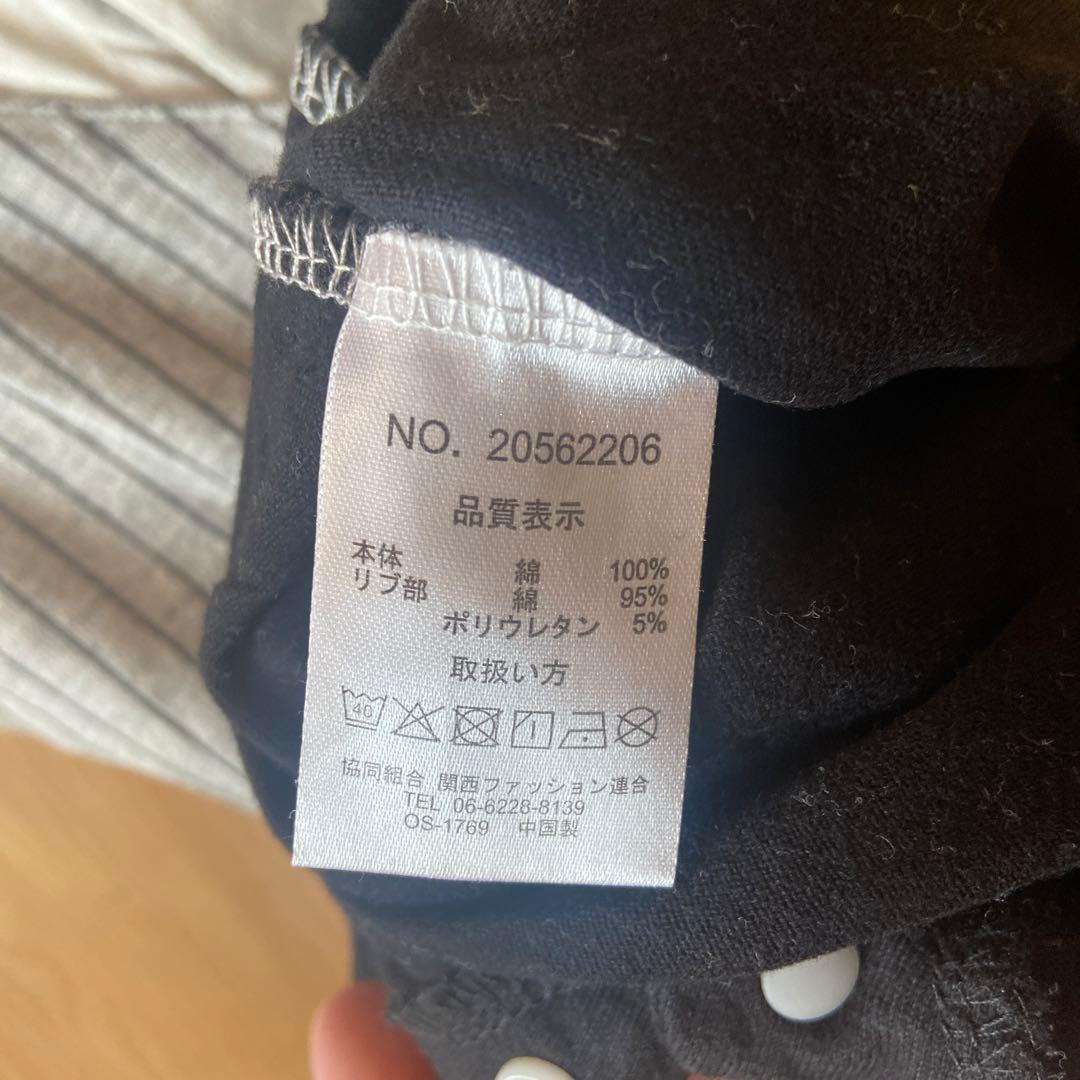 NO. 20562206
品質表示
本体 綿 100%
リブ部 綿 95%
ポリウレタン 5%
取扱い方
40
協同組合 関西ファッション連合
TEL 06-6228-8139
OS-1769 中国製